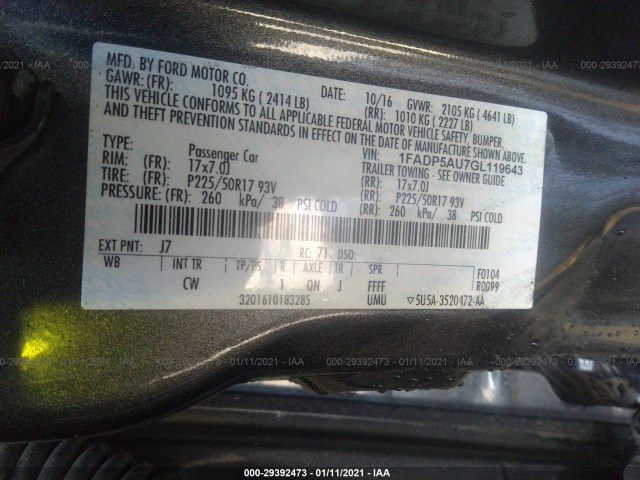 MFD. BY FORD MOTOR CO.
DATE: 10/16 GVWR: 2105 KG ( 4641 LB)
GAWR: (FR): 1095 KG ( 2414 LB) (RR): 1010 KG ( 2227 LB)
THIS VEHICLE CONFORMS TO ALL APPLICABLE FEDERAL MOTOR VEHICLE SAFETY, BUMPER,
AND THEFT PREVENTION STANDARDS IN EFFECT ON THE DATE OF MANUFACTURE SHOWN ABOVE.
VIN: 1FADP5AU7GL119643
TYPE: Passenger Car TRAILER TOWING - SEE OWNER GUIDE
RIM: (FR): 17x7.0J (RR): 17x7.0J
TIRE: (FR): P225/50R17 93V (RR): P225/50R17 93V
PRESSURE: (FR): 260 kPa/ 38 PSI COLD (RR): 260 kPa/ 38 PSI COLD
EXT PNT: J7 RC: 71 DSO:
WB INT TR TP/PS R AXLE TR SPR F0104
CW 1 QN J FFFF R0099
3201610183285 UMU ▽5U5A-3520472-AA
000-29392473 - 01/11/2021 - IAA